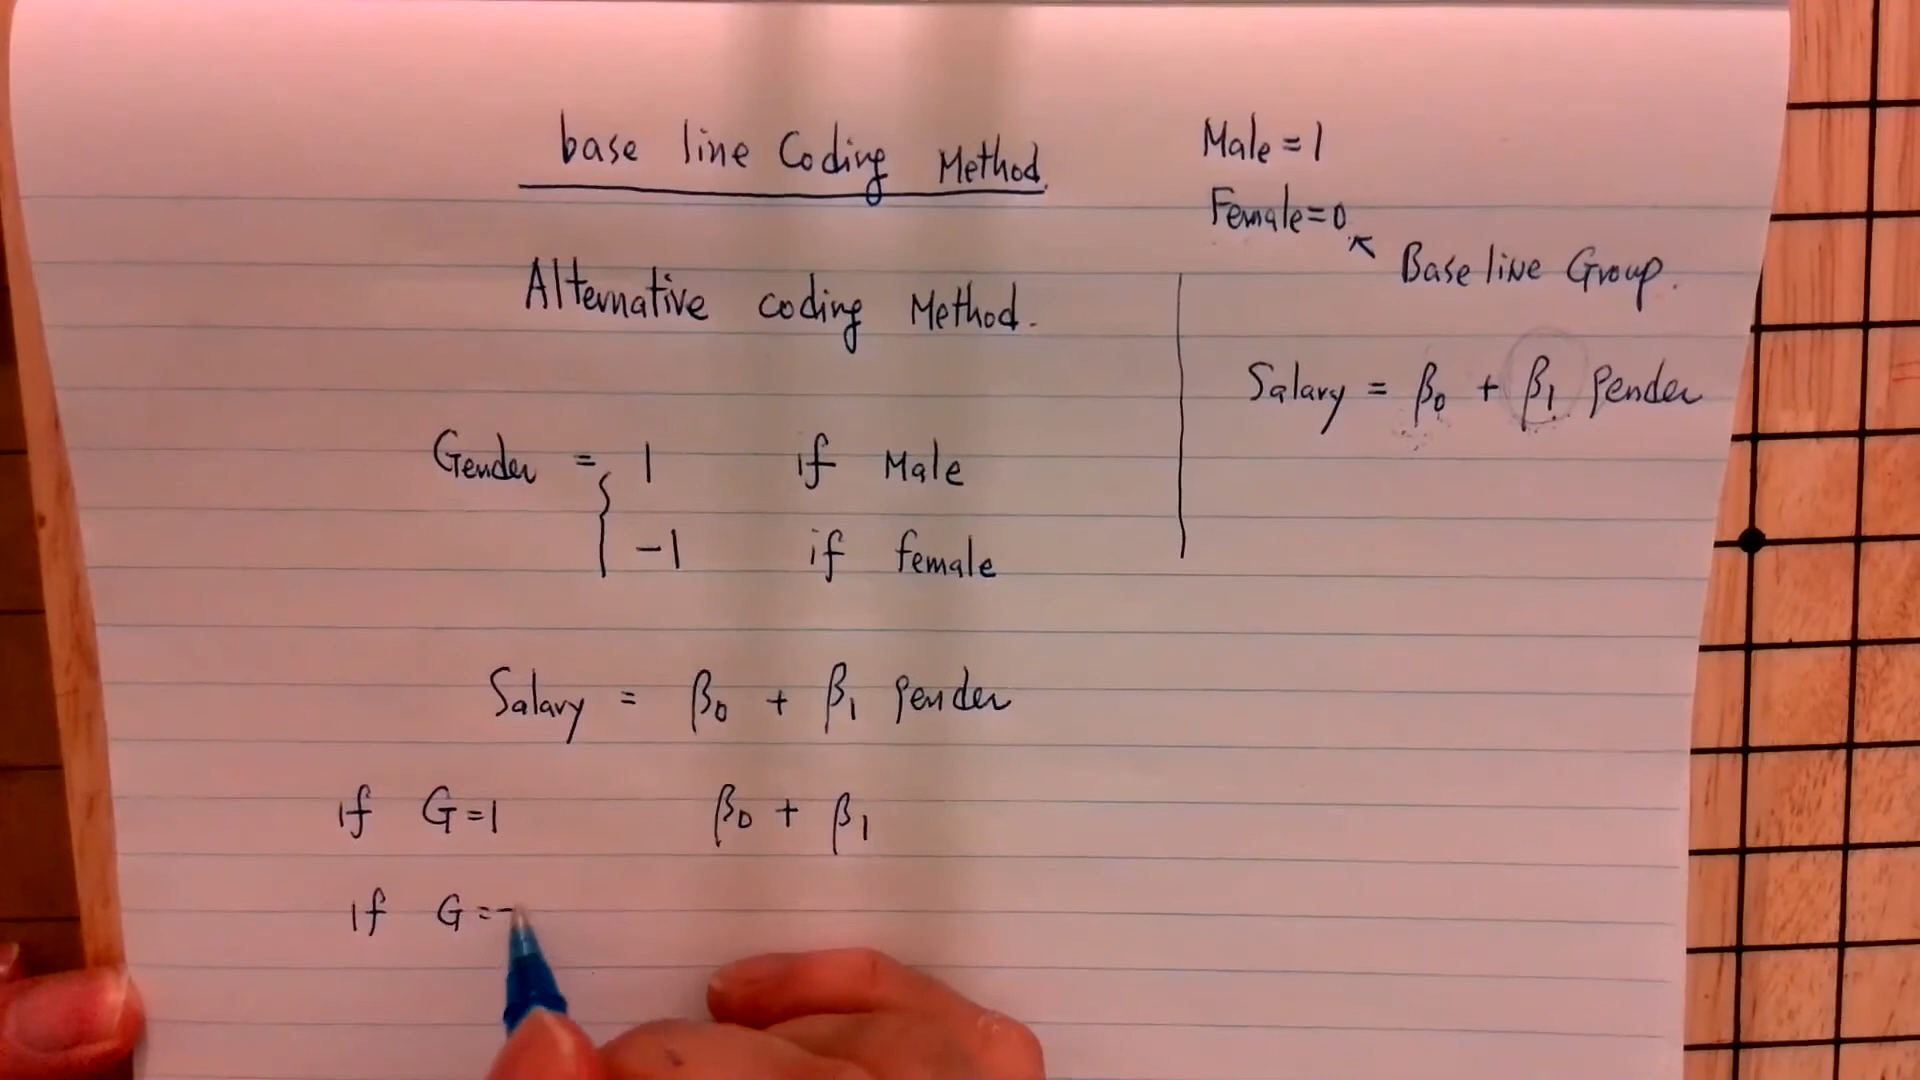 base line Coding Method.
Male = 1
Female = 0
Base line Group.
Alternative coding Method.
Salary = β0 + β1 gender
Gender = { 1 if Male
-1 if female
Salary = β0 + β1 gender
if G=1 β0 + β1
if G=-